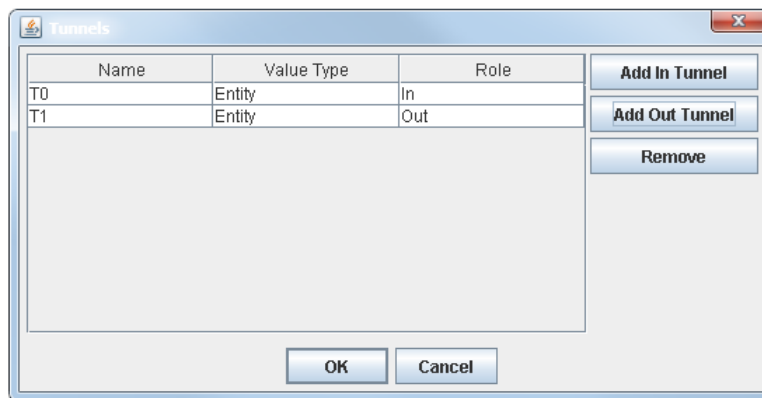 Tunnels
Name Value Type Role
T0 Entity In
T1 Entity Out
Add In Tunnel
Add Out Tunnel
Remove
OK Cancel